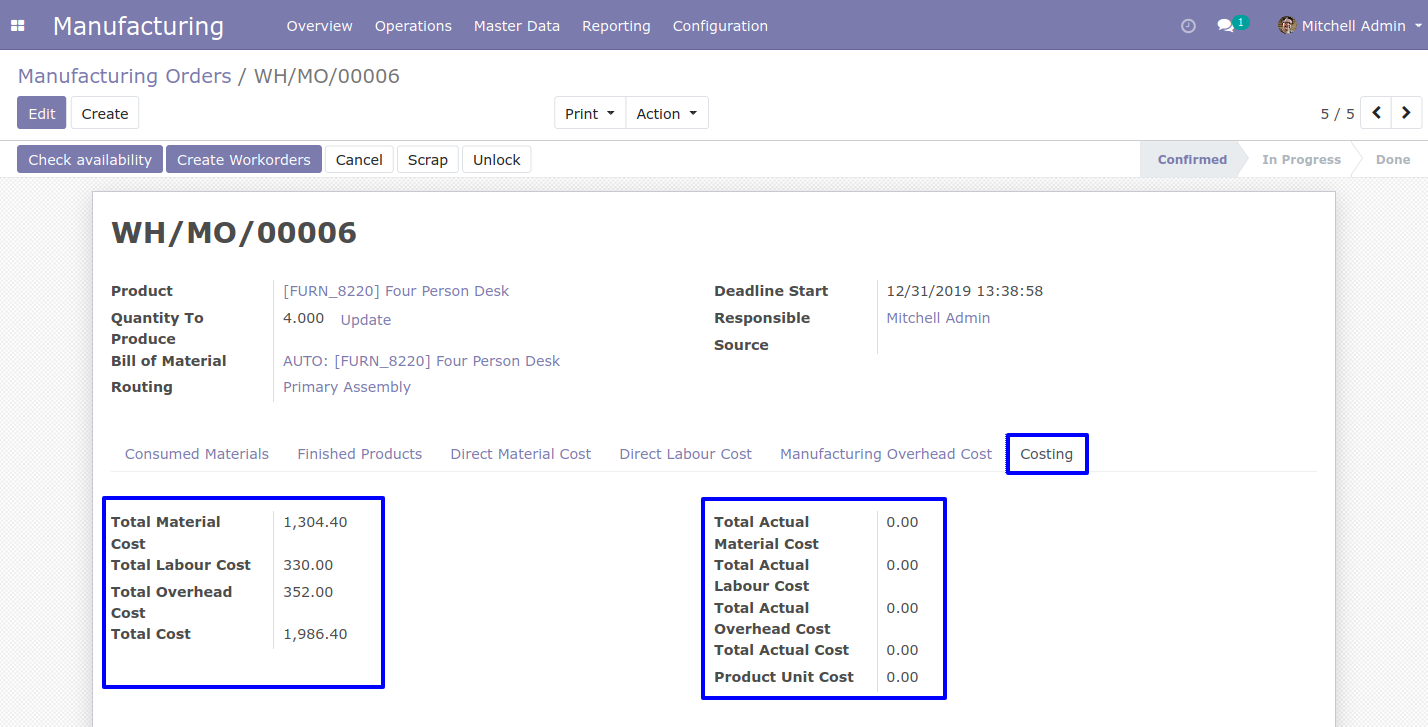 Manufacturing Overview Operations Master Data Reporting Configuration 1 Mitchell Admin
Manufacturing Orders / WH/MO/00006
Edit Create Print Action 5 / 5
Check availability Create Workorders Cancel Scrap Unlock Confirmed In Progress Done
WH/MO/00006
Product [FURN_8220] Four Person Desk
Quantity To Produce 4.000 Update
Bill of Material AUTO: [FURN_8220] Four Person Desk
Routing Primary Assembly
Deadline Start 12/31/2019 13:38:58
Responsible Mitchell Admin
Source
Consumed Materials Finished Products Direct Material Cost Direct Labour Cost Manufacturing Overhead Cost Costing
Total Material Cost 1,304.40
Total Labour Cost 330.00
Total Overhead Cost 352.00
Total Cost 1,986.40
Total Actual Material Cost 0.00
Total Actual Labour Cost 0.00
Total Actual Overhead Cost 0.00
Total Actual Cost 0.00
Product Unit Cost 0.00